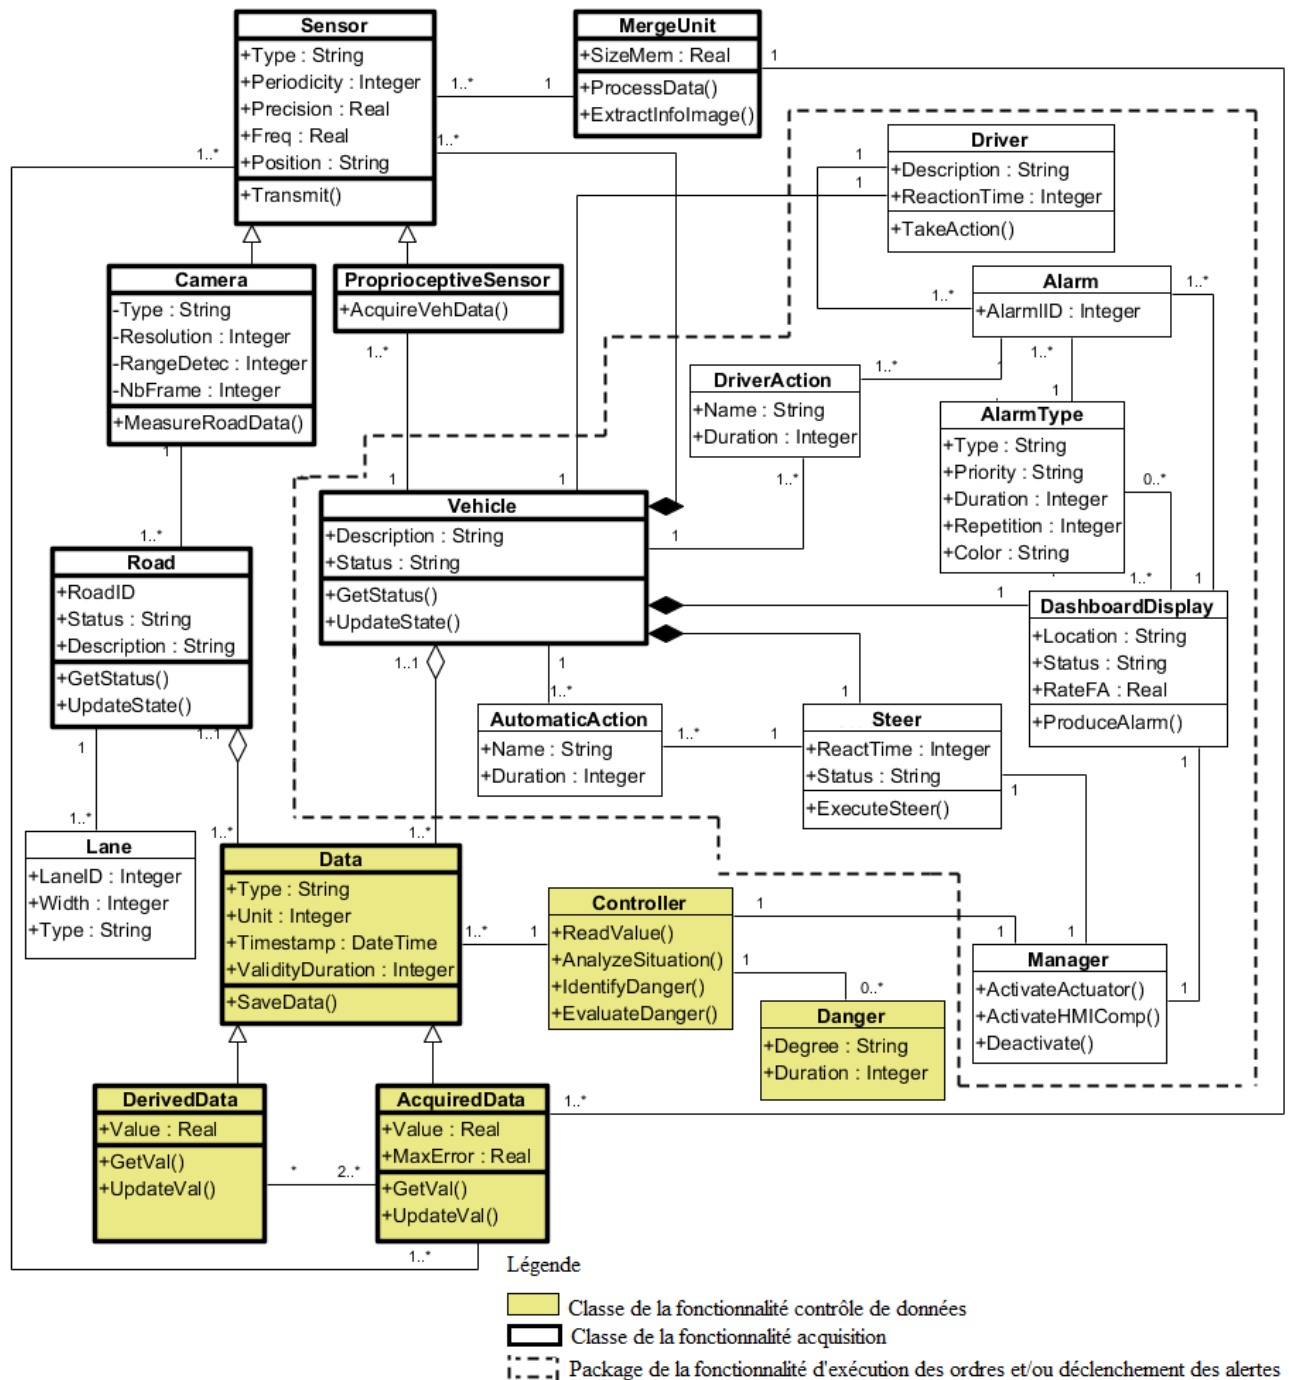 Sensor
+Type : String
+Periodicity : Integer
+Precision : Real
+Freq : Real
+Position : String
+Transmit()
MergeUnit
+SizeMem : Real
+ProcessData()
+ExtractInfoImage()
1
1..*
1
1..*
1..*
Driver
+Description : String
+ReactionTime : Integer
+TakeAction()
1
1
Camera
-Type : String
-Resolution : Integer
-RangeDetec : Integer
-NbFrame : Integer
+MeasureRoadData()
ProprioceptiveSensor
+AcquireVehData()
1..*
Alarm
+AlarmIID : Integer
1..*
1..*
1..*
1..*
1
DriverAction
+Name : String
+Duration : Integer
1..*
AlarmType
+Type : String
+Priority : String
+Duration : Integer
+Repetition : Integer
+Color : String
0..*
1..*
1
1
1..*
1
1
Vehicle
+Description : String
+Status : String
+GetStatus()
+UpdateState()
1
1
Road
+RoadID
+Status : String
+Description : String
+GetStatus()
+UpdateState()
DashboardDisplay
+Location : String
+Status : String
+RateFA : Real
+ProduceAlarm()
1..1
1
1..*
1
AutomaticAction
+Name : String
+Duration : Integer
1..*
1
Steer
+ReactTime : Integer
+Status : String
+ExecuteSteer()
1
1
1
1..1
1..*
1..*
1..*
Lane
+LaneID : Integer
+Width : Integer
+Type : String
Data
+Type : String
+Unit : Integer
+Timestamp : DateTime
+ValidityDuration : Integer
+SaveData()
1..*
1
Controller
+ReadValue()
+AnalyzeSituation()
+IdentifyDanger()
+EvaluateDanger()
1
1
0..*
1
1
1
Manager
+ActivateActuator()
+ActivateHMIComp()
+Deactivate()
Danger
+Degree : String
+Duration : Integer
DerivedData
+Value : Real
+GetVal()
+UpdateVal()
*
2..*
AcquiredData
+Value : Real
+MaxError : Real
+GetVal()
+UpdateVal()
1..*
1..*
Légende
Classe de la fonctionnalité contrôle de données
Classe de la fonctionnalité acquisition
Package de la fonctionnalité d'exécution des ordres et/ou déclenchement des alertes